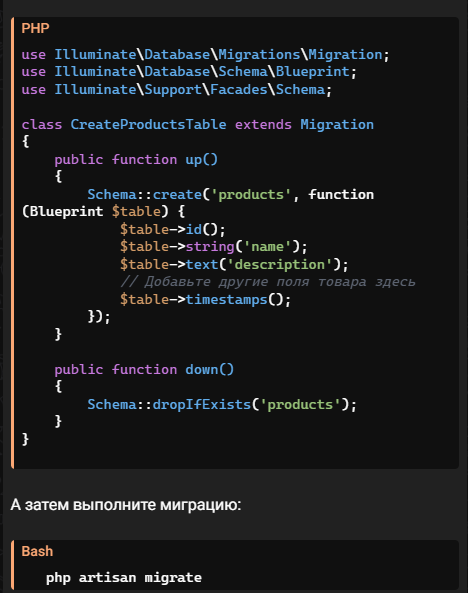 PHP
use Illuminate\Database\Migrations\Migration;
use Illuminate\Database\Schema\Blueprint;
use Illuminate\Support\Facades\Schema;
class CreateProductsTable extends Migration
{
    public function up()
    {
        Schema::create('products', function
(Blueprint $table) {
            $table->id();
            $table->string('name');
            $table->text('description');
            // Добавьте другие поля товара здесь
            $table->timestamps();
        });
    }
    public function down()
    {
        Schema::dropIfExists('products');
    }
}
А затем выполните миграцию:
Bash
php artisan migrate